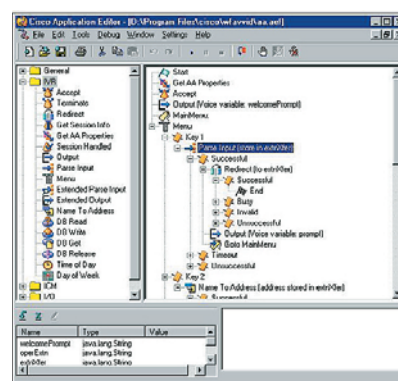 Cisco Application Editor - [D:\Program Files\cisco\wfavvid\aa.aef]
File Edit Tools Debug Window Settings Help
General
IVR
Accept
Terminate
Redirect
Get Session Info
Get AA Properties
Session Handled
Output
Parse Input
Menu
Extended Parse Input
Extended Output
Name To Address
DB Read
DB Write
DB Get
DB Release
Time of Day
Day of Week
ICM
I/O
Start
Get AA Properties
Accept
Output (Voice variable: welcomePrompt)
MainMenu:
Menu
Key 1
Parse Input (store in extnXfer)
Successful
Redirect (to extnXfer)
Successful
End
Busy
Invalid
Unsuccessful
Output (Voice variable: prompt)
Goto MainMenu
Timeout
Unsuccessful
Key 2
Name To Address (address stored in extnXfer)
Successful
Name Type Value
welcomePrompt java.lang.String
operExtn java.lang.String
extnXfer java.lang.String